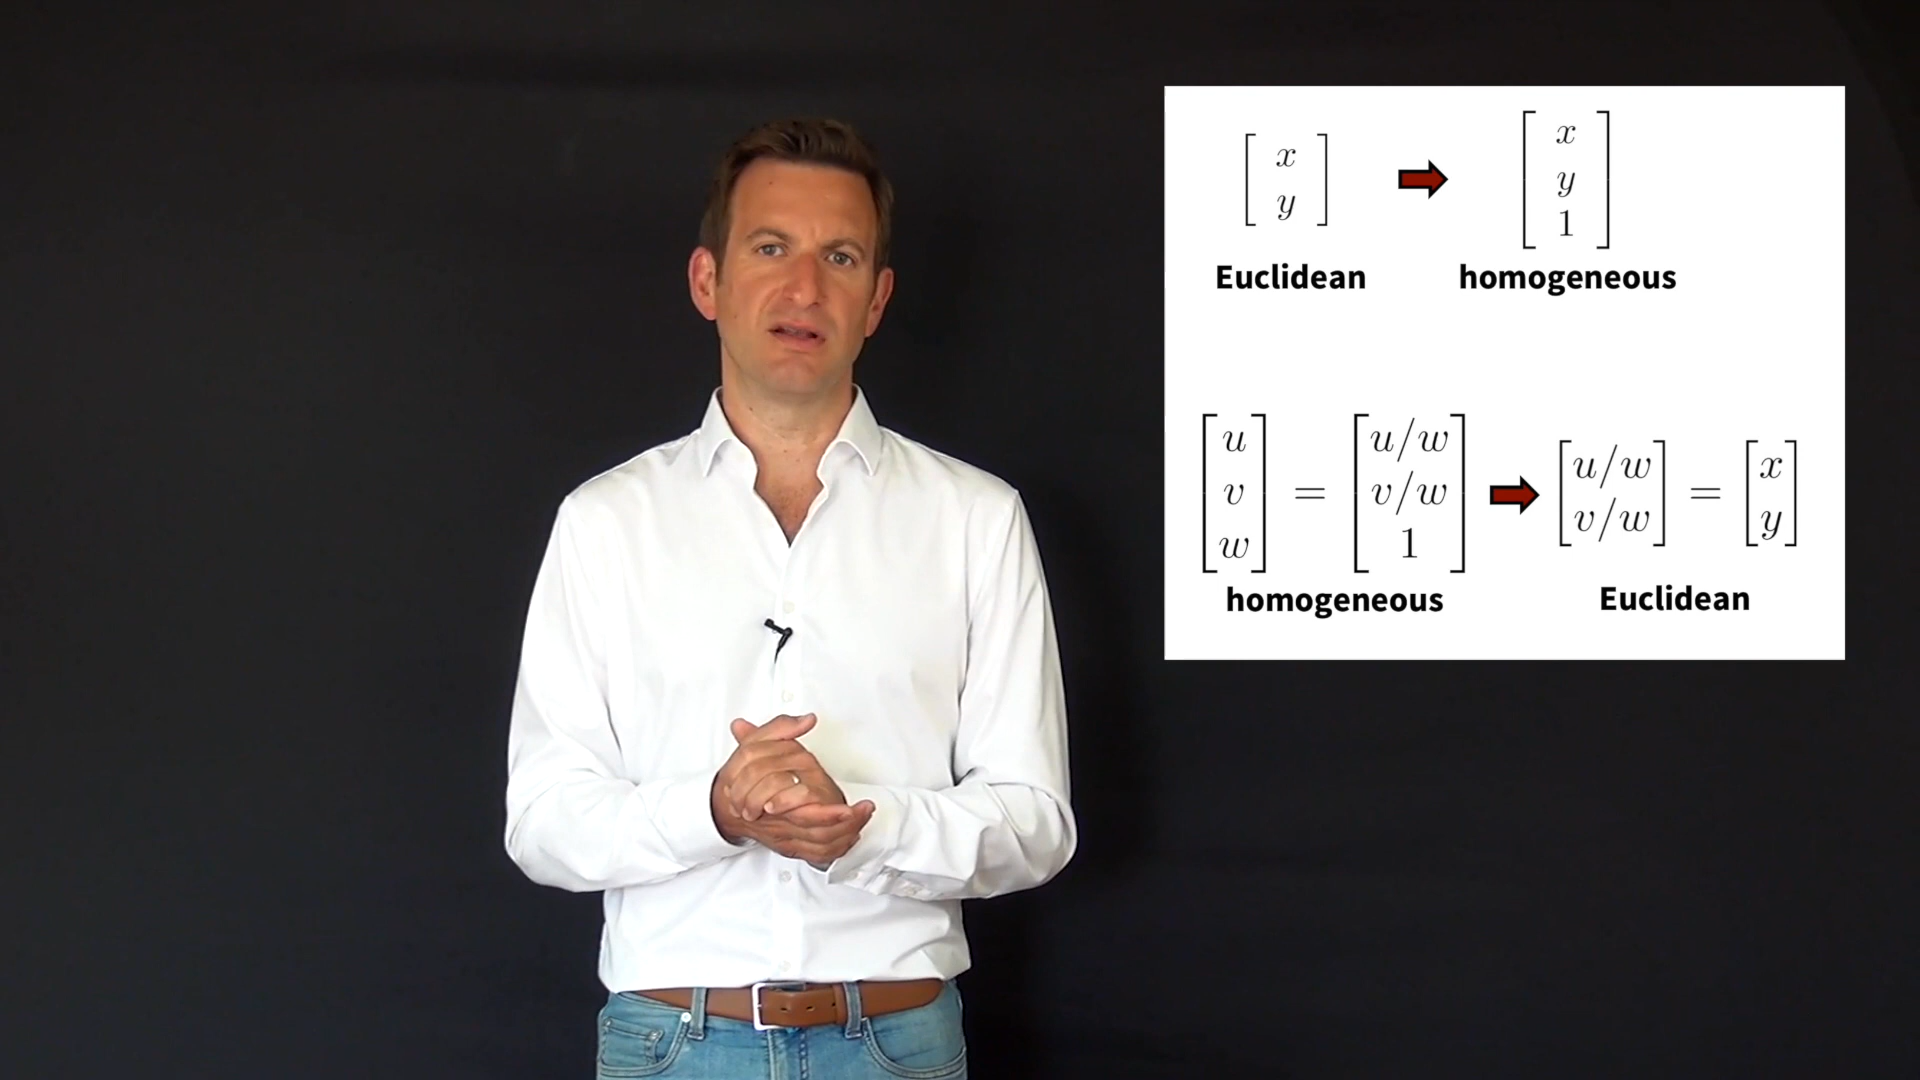 [x y] ➡ [x y 1]
Euclidean homogeneous
[u v w] = [u/w v/w 1] ➡ [u/w v/w] = [x y]
homogeneous Euclidean